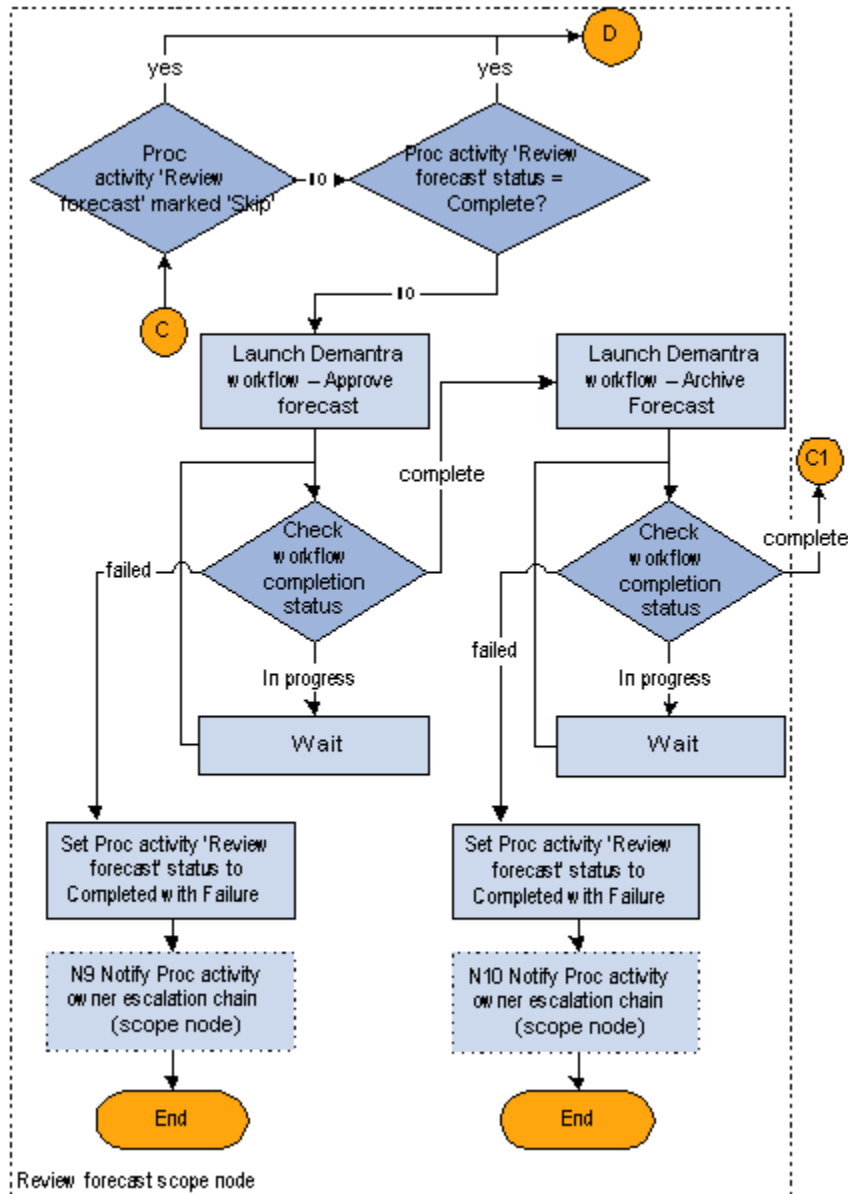 D
yes
yes
Proc
activity 'Review
forecast' marked 'Skip'
no
Proc activity 'Review
forecast' status =
Complete?
no
C
Launch Demantra
workflow – Approve
forecast
Launch Demantra
workflow – Archive
Forecast
C1
complete
complete
Check
workflow
completion
status
failed
Check
workflow
completion
status
failed
In progress
In progress
Wait
Wait
Set Proc activity 'Review
forecast' status to
Completed with Failure
Set Proc activity 'Review
forecast' status to
Completed with Failure
N9 Notify Proc activity
owner escalation chain
(scope node)
N10 Notify Proc activity
owner escalation chain
(scope node)
End
End
Review forecast scope node